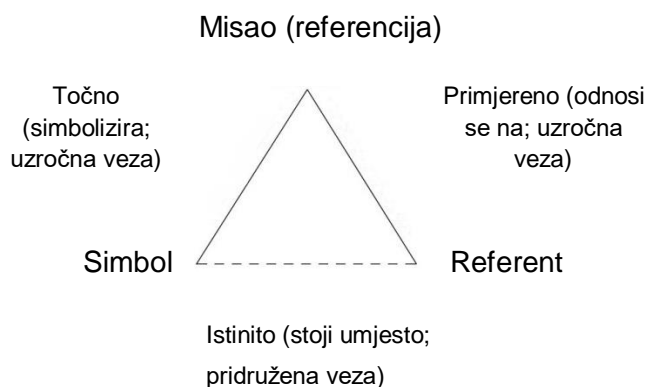 Misao (referencija)
Točno
(simbolizira;
uzročna veza)
Primjereno (odnosi
se na; uzročna
veza)
Simbol
Referent
Istinito (stoji umjesto;
pridružena veza)